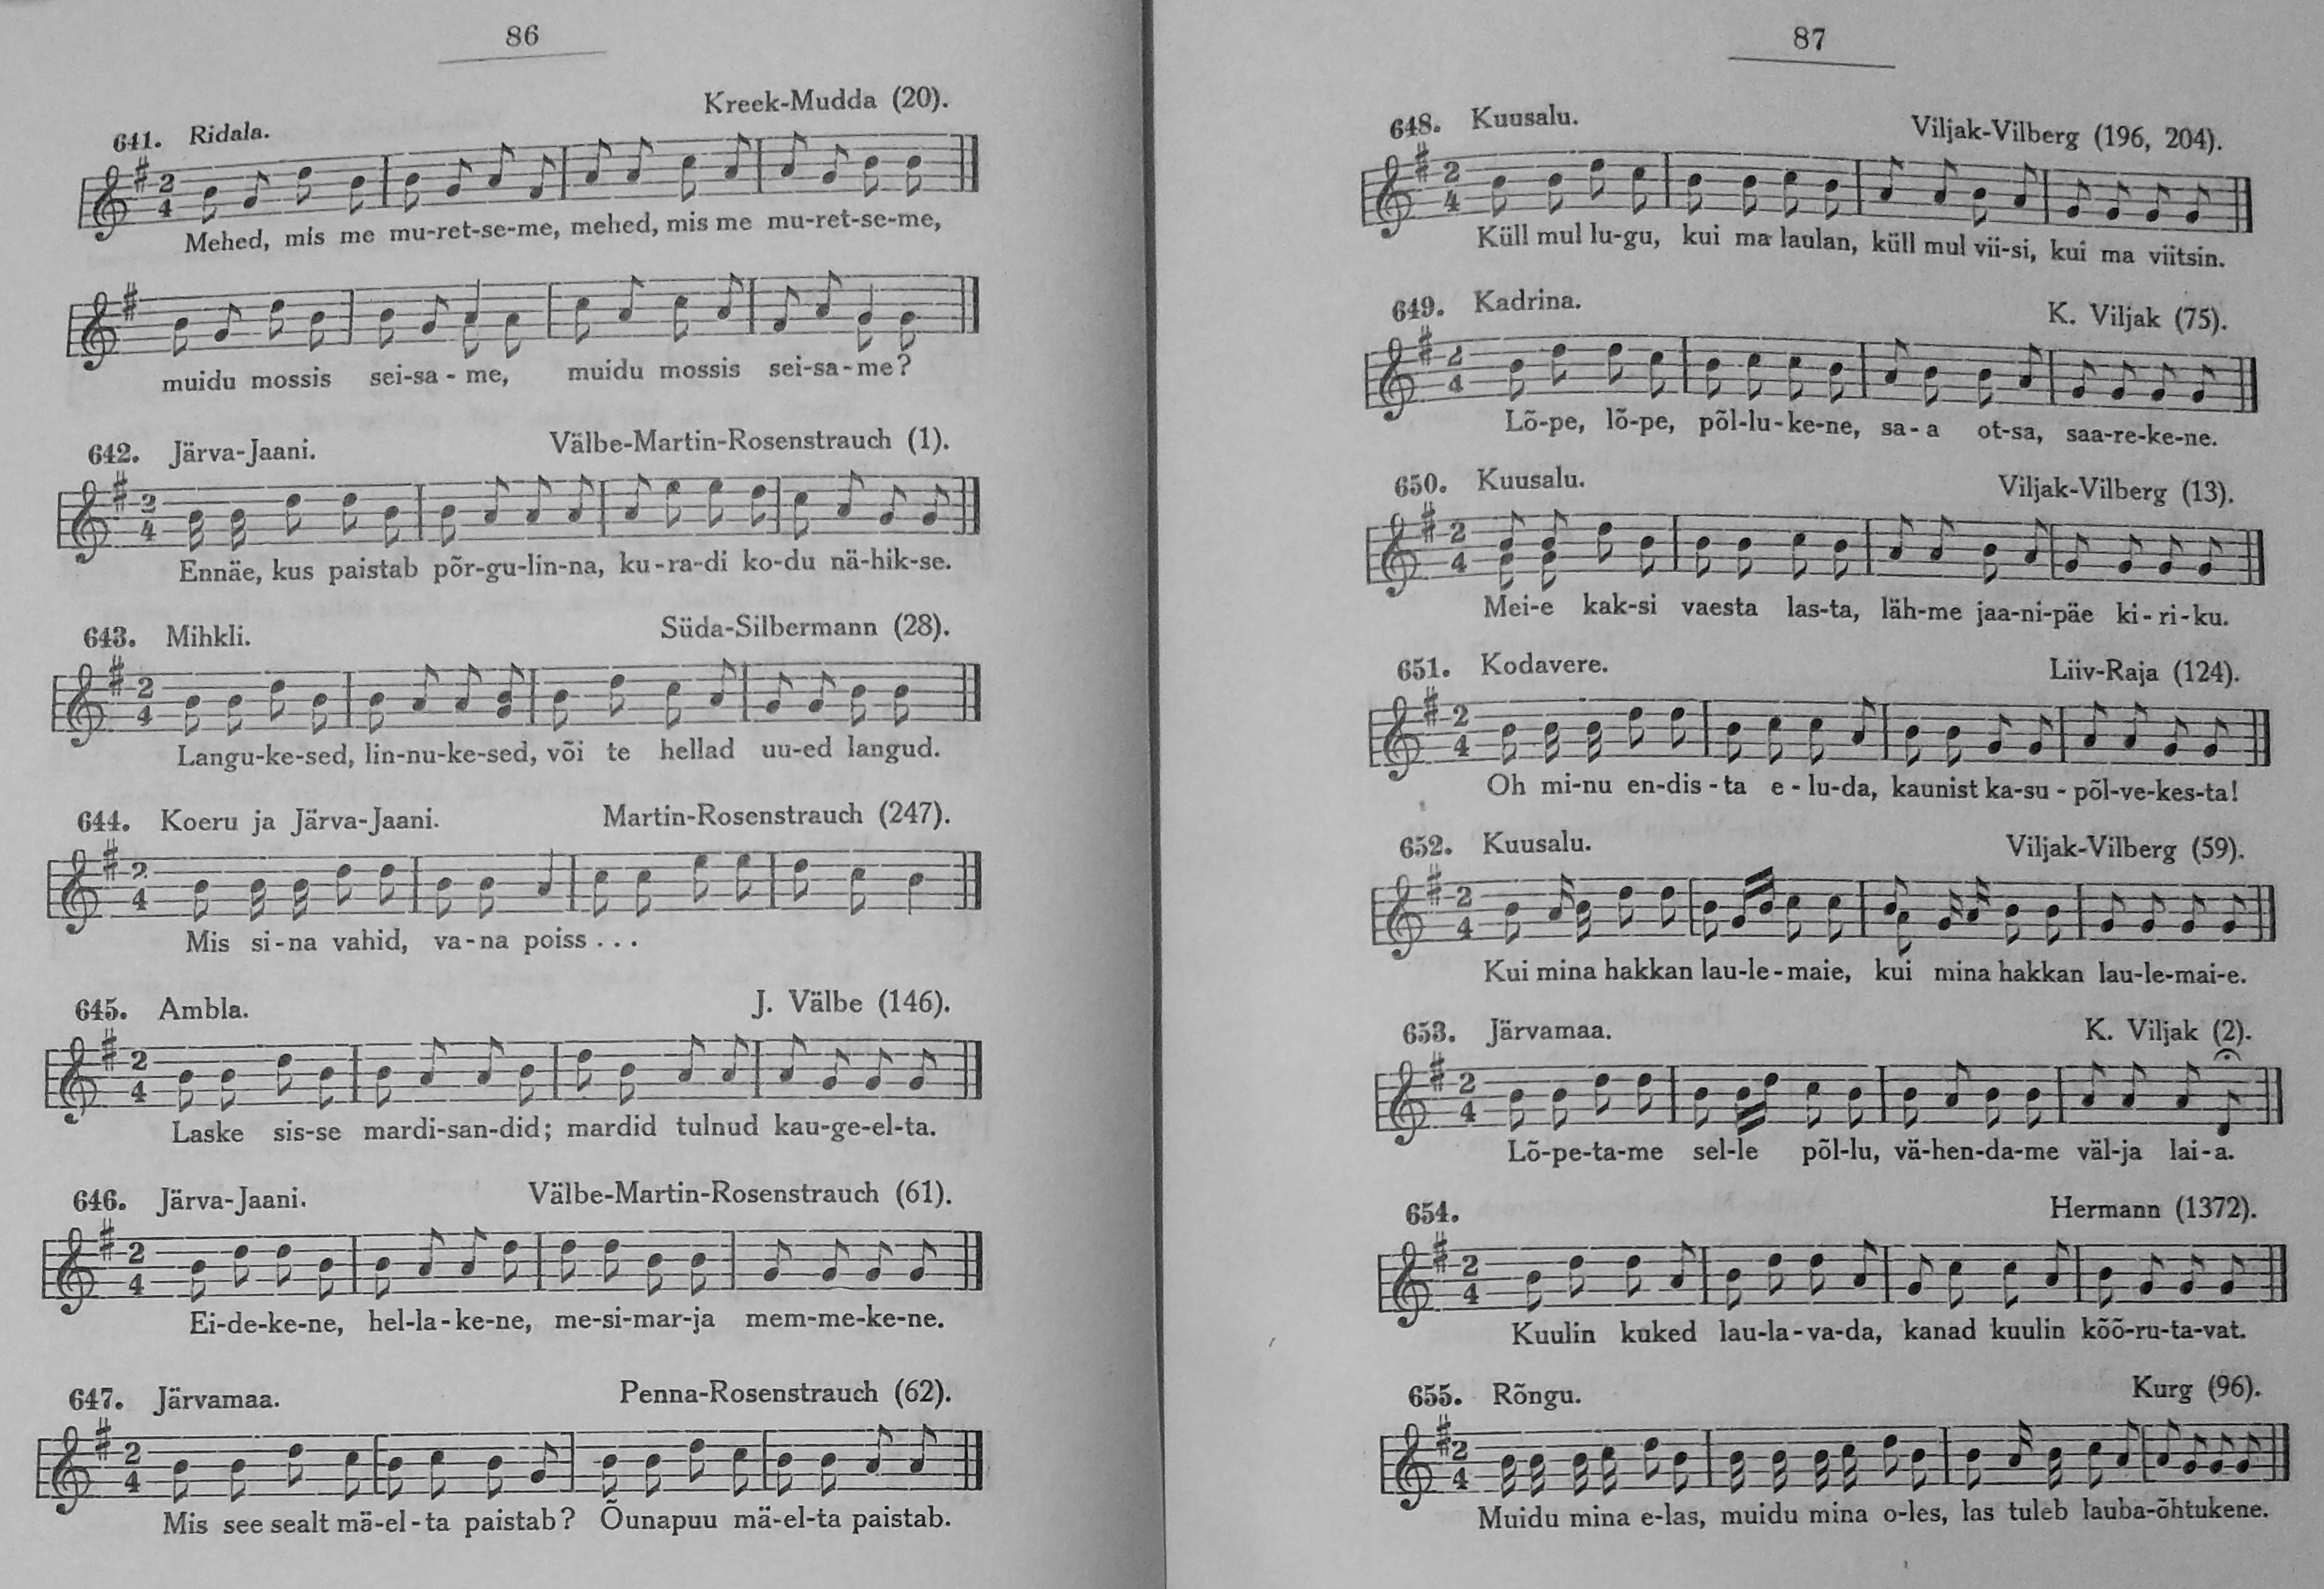 86
Kreek-Mudda (20).
641. Ridala.
2
4
Mehed, mis me mu-ret-se-me, mehed, mis me mu-ret-se-me,
muidu mossis sei-sa - me, muidu mossis sei-sa-me?
642. Järva-Jaani. Välbe-Martin-Rosenstrauch (1).
2
4
Ennäe, kus paistab põr-gu-lin-na, ku-ra-di ko-du nä-hik-se.
643. Mihkli. Süda-Silbermann (28).
2
4
Langu-ke-sed, lin-nu-ke-sed, või te hellad uu-ed langud.
644. Koeru ja Järva-Jaani. Martin-Rosenstrauch (247).
2
4
Mis si-na vahid, va-na poiss . . .
645. Ambla. J. Välbe (146).
2
4
Laske sis-se mardi-san-did; mardid tulnud kau-ge-el-ta.
646. Järva-Jaani. Välbe-Martin-Rosenstrauch (61).
2
4
Ei-de-ke-ne, hel-la-ke-ne, me-si-mar-ja mem-me-ke-ne.
647. Järvamaa. Penna-Rosenstrauch (62).
2
4
Mis see sealt mä-el-ta paistab? Õunapuu mä-el-ta paistab.
87
648. Kuusalu. Viljak-Vilberg (196, 204).
2
4
Küll mul lu-gu, kui ma laulan, küll mul vii-si, kui ma viitsin.
649. Kadrina. K. Viljak (75).
2
4
Lõ-pe, lõ-pe, põl-lu-ke-ne, sa-a ot-sa, saa-re-ke-ne.
650. Kuusalu. Viljak-Vilberg (13).
2
4
Mei-e kak-si vaesta las-ta, läh-me jaa-ni-päe ki-ri-ku.
651. Kodavere. Liiv-Raja (124).
2
4
Oh mi-nu en-dis-ta e-lu-da, kaunist ka-su - põl-ve-kes-ta!
652. Kuusalu. Viljak-Vilberg (59).
2
4
Kui mina hakkan lau-le-maie, kui mina hakkan lau-le-mai-e.
653. Järvamaa. K. Viljak (2).
2
4
Lõ-pe-ta-me sel-le põl-lu, vä-hen-da-me väl-ja lai-a.
654. Hermann (1372).
2
4
Kuulin kuked lau-la-va-da, kanad kuulin kõõ-ru-ta-vat.
655. Rõngu. Kurg (96).
2
4
Muidu mina e-las, muidu mina o-les, las tuleb lauba-õhtukene.